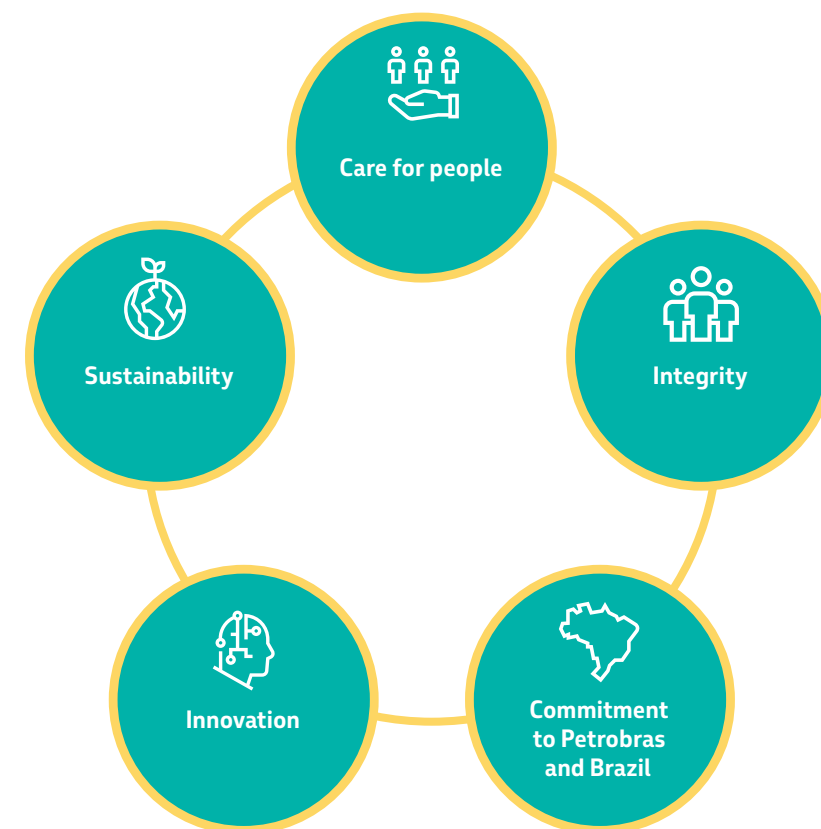 Care for people
Sustainability
Integrity
Innovation
Commitment
to Petrobras
and Brazil